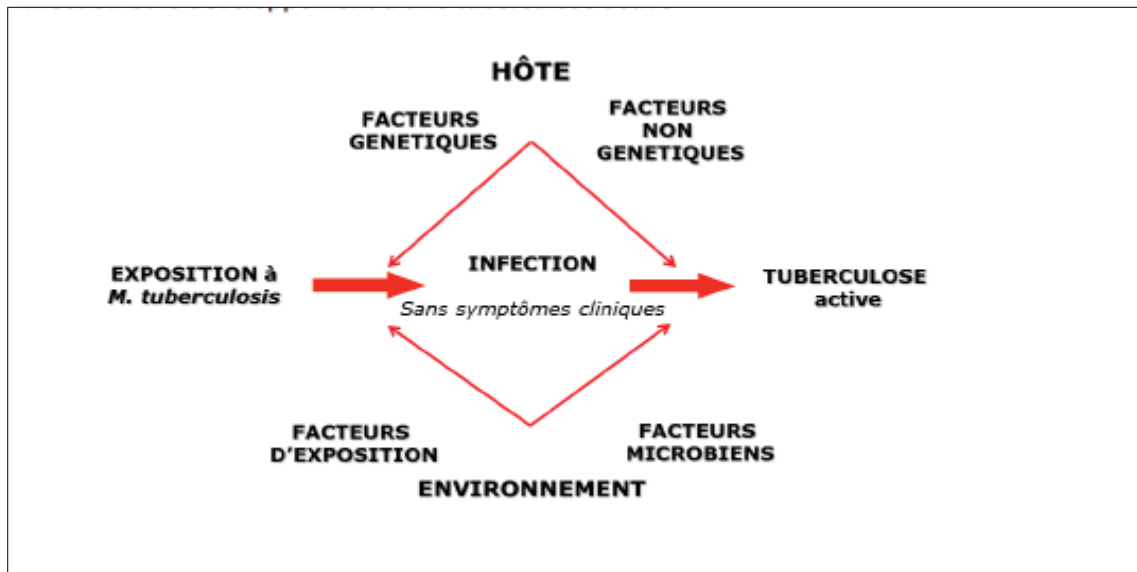 HÔTE
FACTEURS
GENETIQUES
FACTEURS
NON
GENETIQUES
EXPOSITION à
M. tuberculosis
INFECTION
Sans symptômes cliniques
TUBERCULOSE
active
FACTEURS
D'EXPOSITION
FACTEURS
MICROBIENS
ENVIRONNEMENT